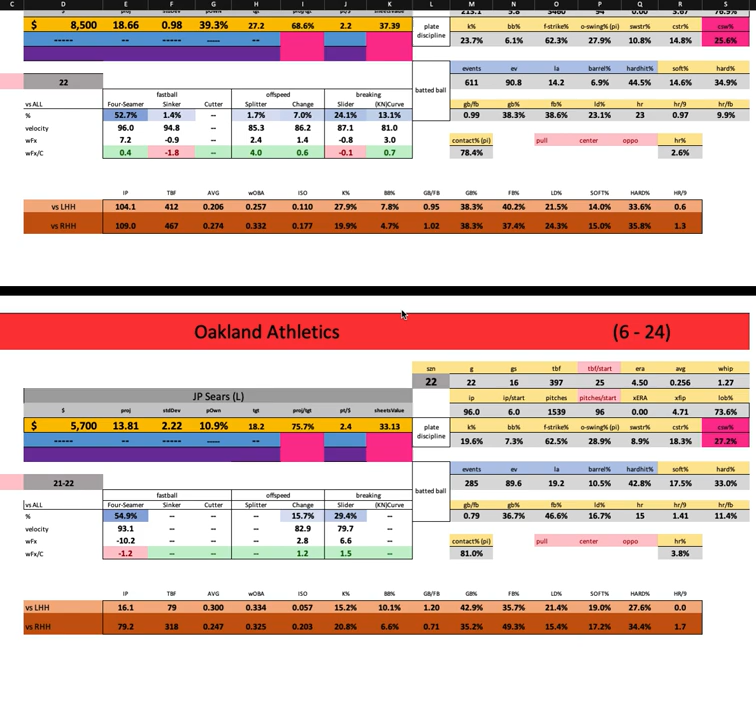 C D E F G H I J K L M N O P Q R S
$ 8,500 18.66 0.98 39.3% 27.2 68.6% 2.2 37.39 plate discipline k% bb% f-strike% o-swing% (pi) swstr% cstr% csw%
----- -- -- ---- -- 23.7% 6.1% 62.3% 27.9% 10.8% 14.8% 25.6%
events ev la barrel% hardhit% soft% hard%
22 batted ball 611 90.8 14.2 6.9% 44.5% 14.6% 34.9%
fastball offspeed breaking gb/fb gb% fb% ld% hr hr/9 hr/fb
vs ALL Four-Seamer Sinker Cutter Splitter Change Slider (KN)Curve
% 52.7% 1.4% -- 1.7% 7.0% 24.1% 13.1% 0.99 38.3% 38.6% 23.1% 23 0.97 9.9%
velocity 96.0 94.8 -- 85.3 86.2 87.1 81.0
wFx 7.2 -0.9 -- 2.4 1.4 -0.8 3.0 contact% (pi) pull center oppo hr%
wFx/C 0.4 -1.8 -- 4.0 0.6 -0.1 0.7 78.4% 2.6%
IP TBF AVG wOBA ISO K% BB% GB/FB GB% FB% LD% SOFT% HARD% HR/9
vs LHH 104.1 412 0.206 0.257 0.110 27.9% 7.8% 0.95 38.3% 40.2% 21.5% 14.0% 33.6% 0.6
vs RHH 109.0 467 0.274 0.332 0.177 19.9% 4.7% 1.02 38.3% 37.4% 24.3% 15.0% 35.8% 1.3
Oakland Athletics (6 - 24)
szn g gs tbf tbf/start era avg whip
22 22 16 397 25 4.50 0.256 1.27
JP Sears (L) ip ip/start pitches pitches/start xERA xfip lob%
$ proj stdDev pOwn tgt proj/tgt pt/$ sheetsValue 96.0 6.0 1539 96 0.00 4.71 73.6%
$ 5,700 13.81 2.22 10.9% 18.2 75.7% 2.4 33.13 plate discipline k% bb% f-strike% o-swing% (pi) swstr% cstr% csw%
----- -- -- ---- -- 19.6% 7.3% 62.5% 28.9% 8.9% 18.3% 27.2%
events ev la barrel% hardhit% soft% hard%
21-22 batted ball 285 89.6 19.2 10.5% 42.8% 17.5% 33.0%
fastball offspeed breaking
vs ALL Four-Seamer Sinker Cutter Splitter Change Slider (KN)Curve gb/fb gb% fb% ld% hr hr/9 hr/fb
% 54.9% -- -- -- 15.7% 29.4% -- 0.79 36.7% 46.6% 16.7% 15 1.41 11.4%
velocity 93.1 -- -- -- 82.9 79.7 --
wFx -10.2 -- -- -- 2.8 6.6 -- contact% (pi) pull center oppo hr%
wFx/C -1.2 -- -- -- 1.2 1.5 -- 81.0% 3.8%
IP TBF AVG wOBA ISO K% BB% GB/FB GB% FB% LD% SOFT% HARD% HR/9
vs LHH 16.1 79 0.300 0.334 0.057 15.2% 10.1% 1.20 42.9% 35.7% 21.4% 19.0% 27.6% 0.0
vs RHH 79.2 318 0.247 0.325 0.203 20.8% 6.6% 0.71 35.2% 49.3% 15.4% 17.2% 34.4% 1.7